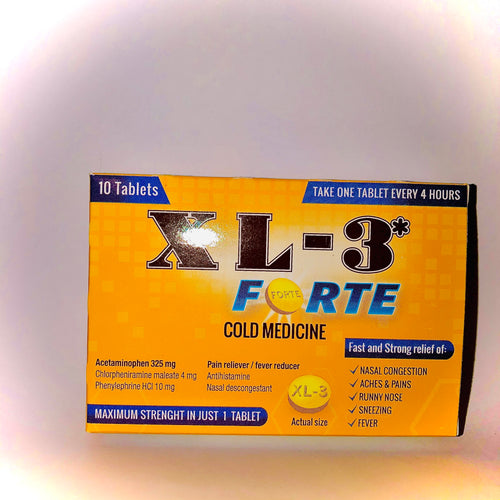 10 Tablets
TAKE ONE TABLET EVERY 4 HOURS
XL-3*
FORTE
FORTE
COLD MEDICINE
Acetaminophen 325 mg Pain reliever / fever reducer
Chlorpheniramine maleate 4 mg Antihistamine
Phenylephrine HCl 10 mg Nasal descongestant
MAXIMUM STRENGHT IN JUST 1 TABLET
XL-3
Actual size
Fast and Strong relief of:
✓ NASAL CONGESTION
✓ ACHES & PAINS
✓ RUNNY NOSE
✓ SNEEZING
✓ FEVER